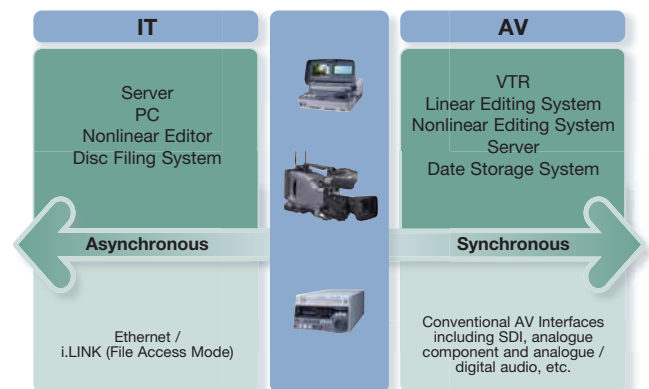 IT
AV
Server
PC
Nonlinear Editor
Disc Filing System
VTR
Linear Editing System
Nonlinear Editing System
Server
Date Storage System
Asynchronous
Synchronous
Ethernet /
i.LINK (File Access Mode)
Conventional AV Interfaces
including SDI, analogue
component and analogue /
digital audio, etc.